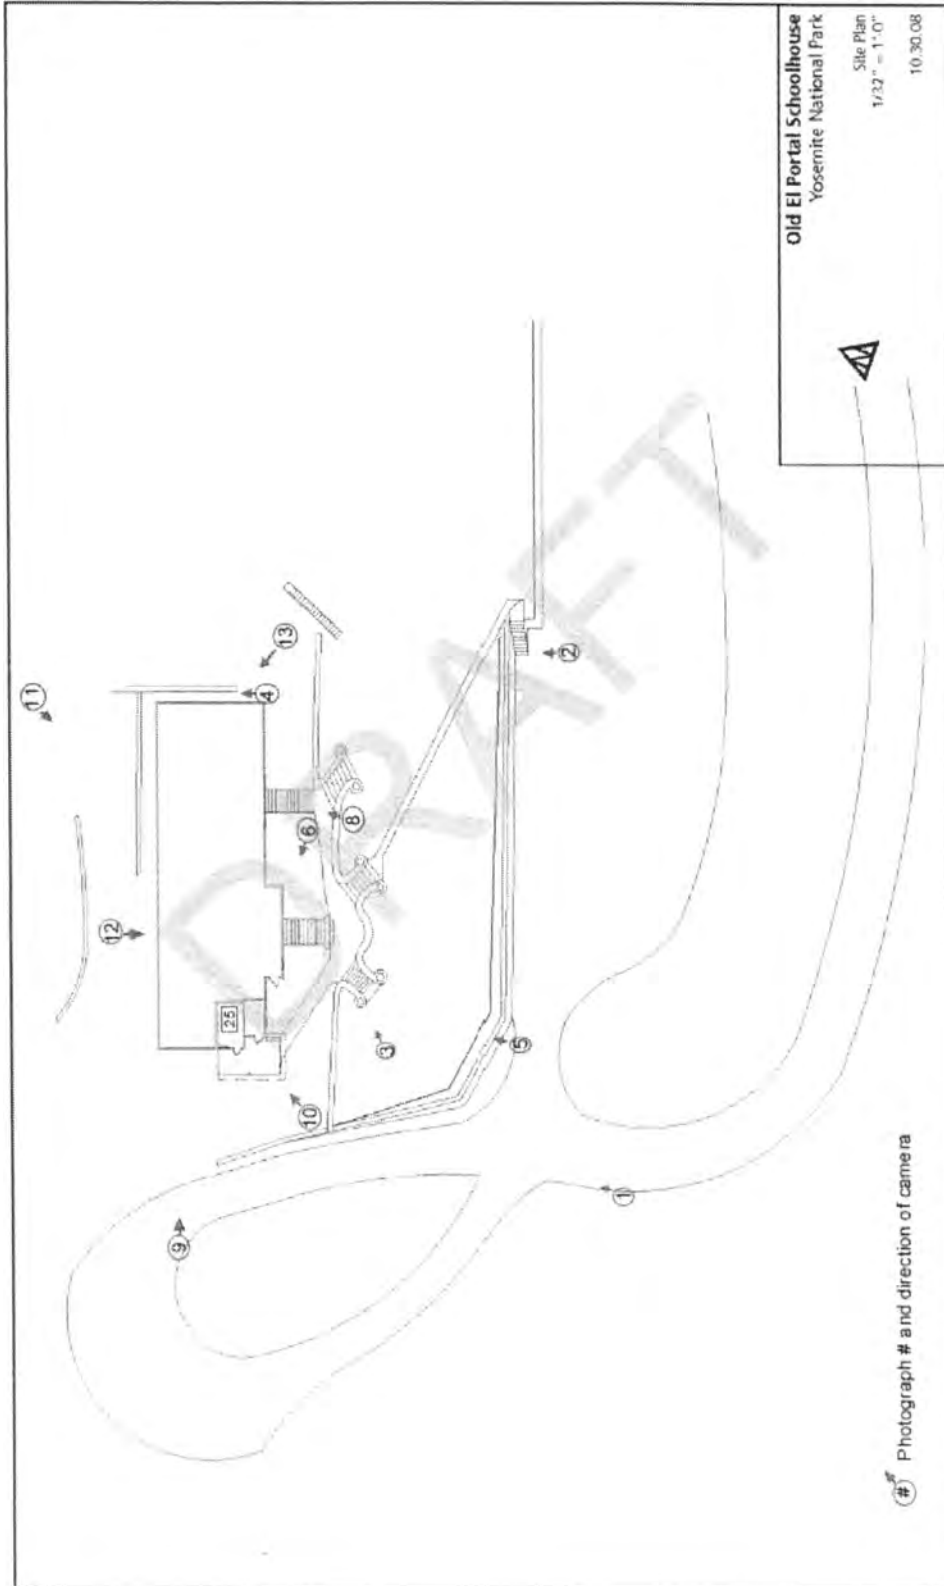 Old El Portal Schoolhouse
Yosemite National Park
Site Plan
1/32" = 1'-0"
10.30.08
DRAFT
11
13
4
12
6
8
25
3
2
5
10
9
1
# Photograph # and direction of camera